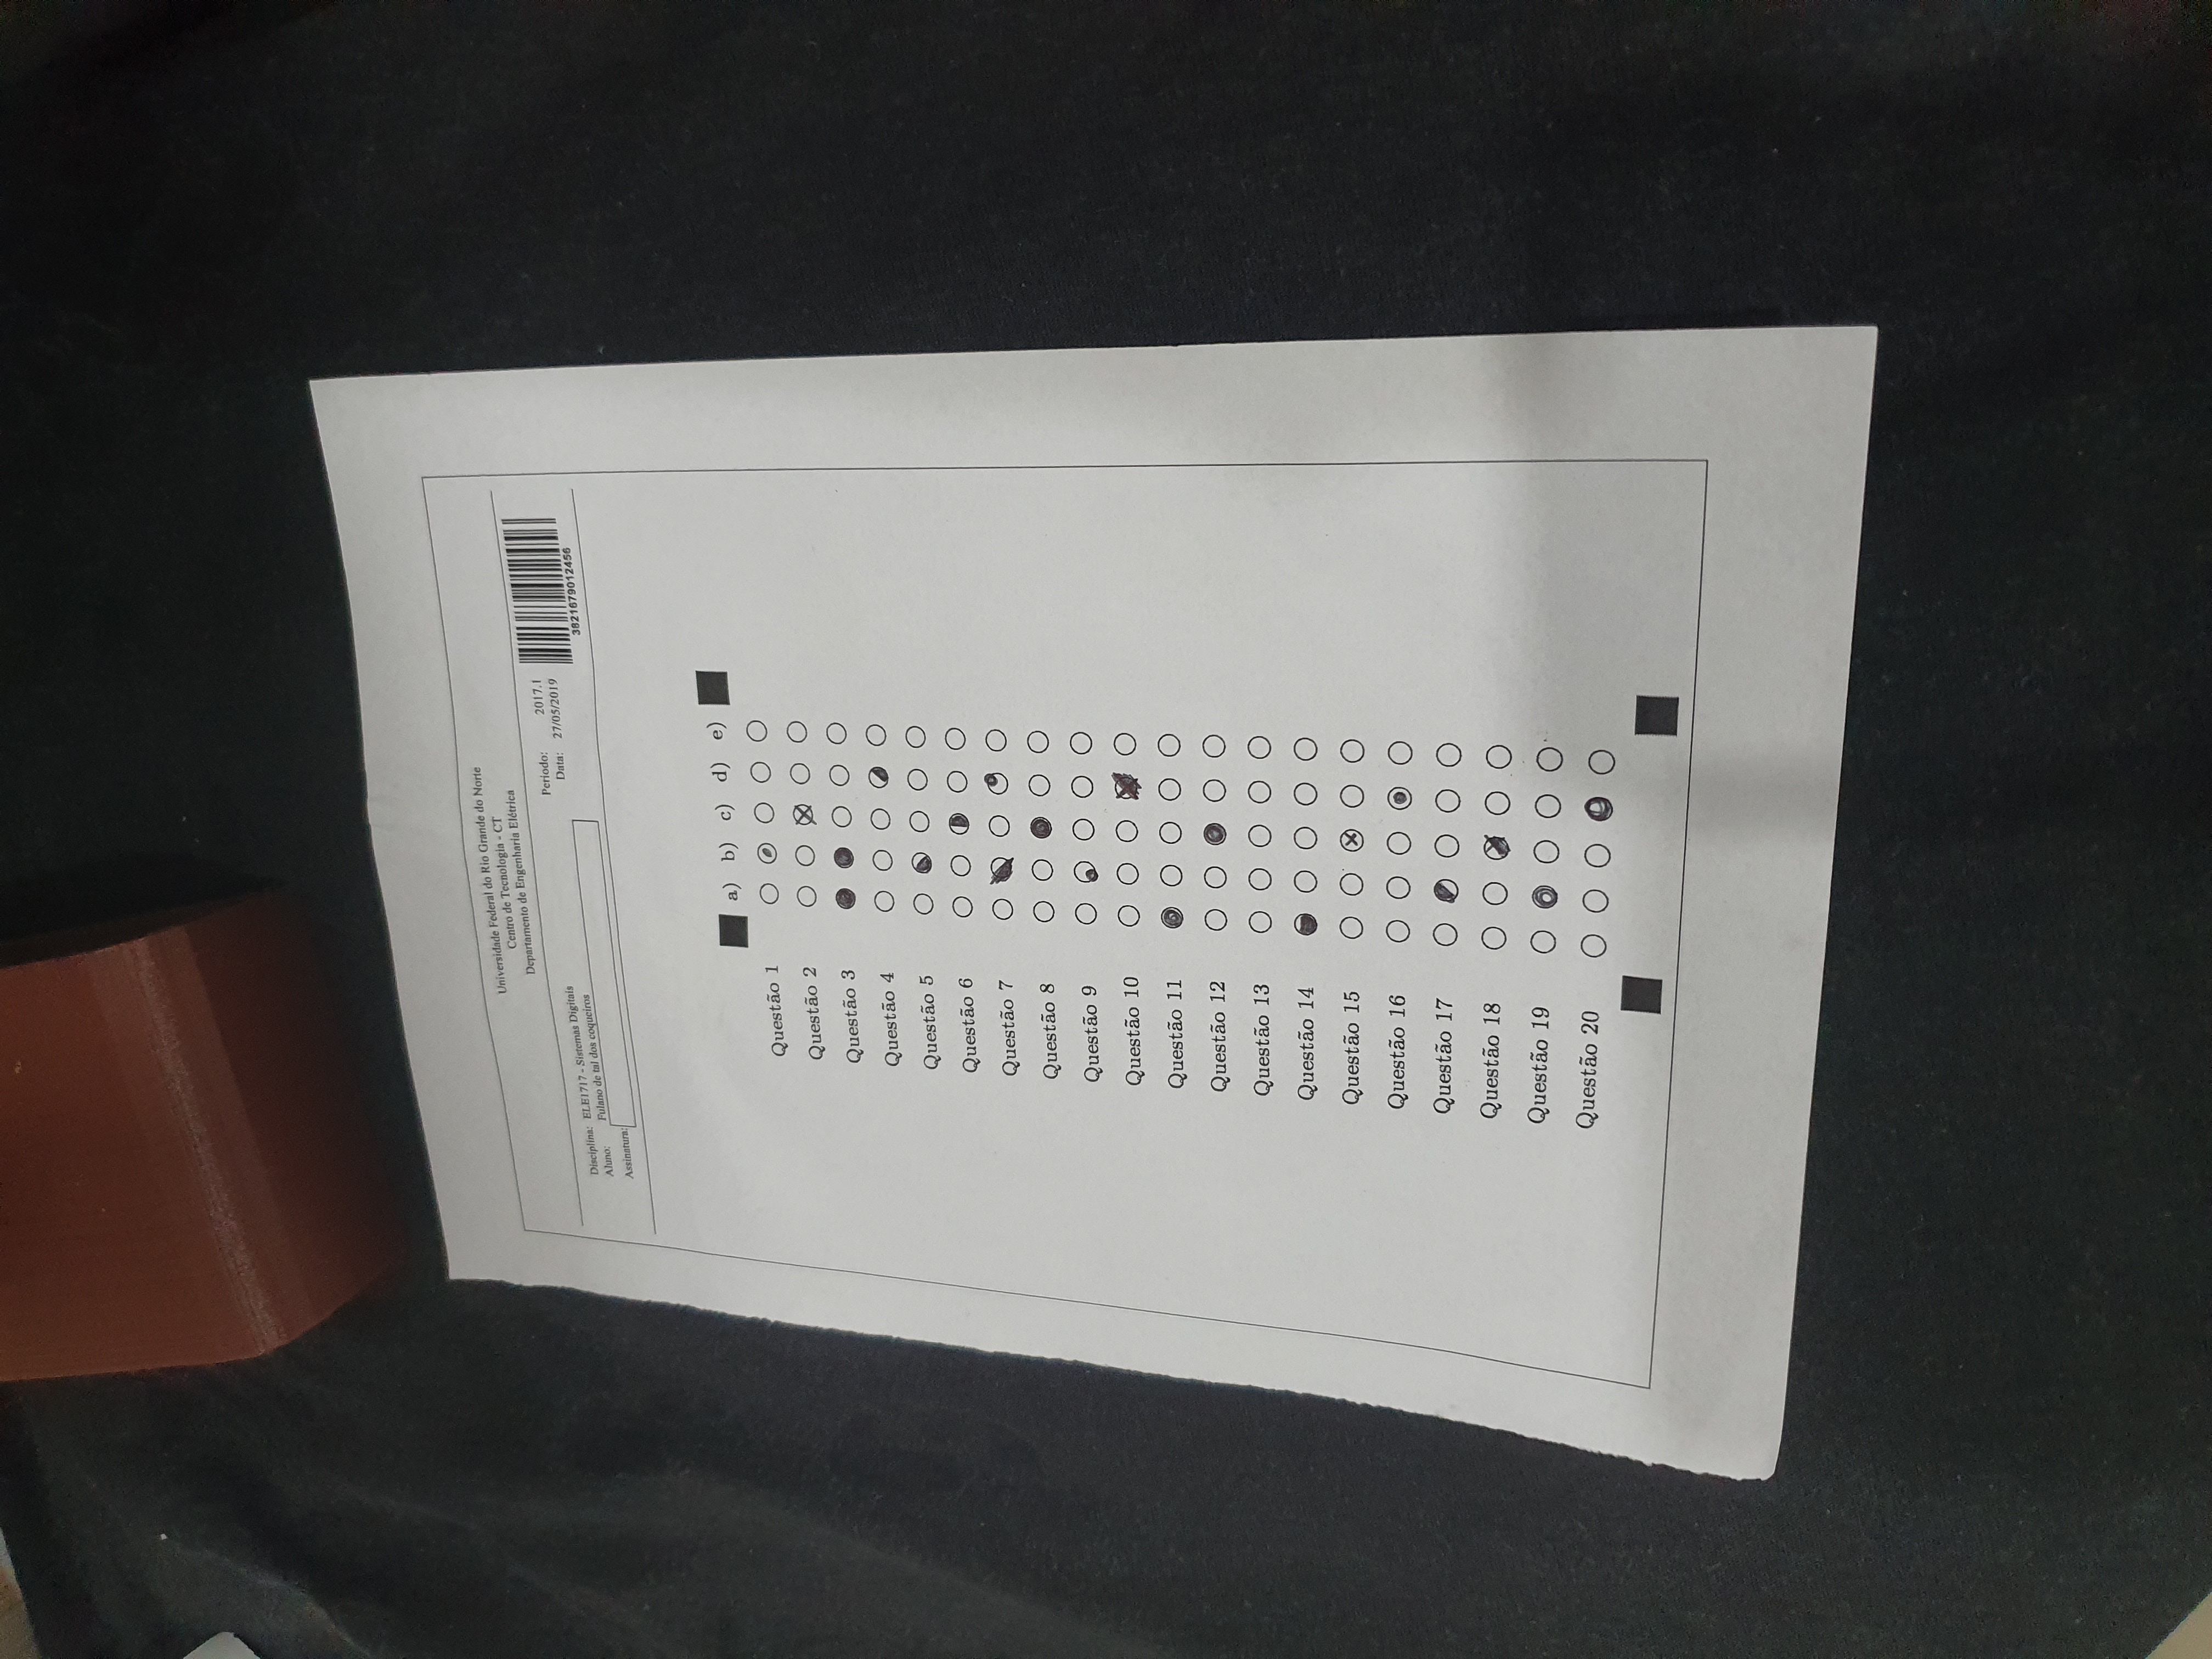 Universidade Federal do Rio Grande do Norte
Centro de Tecnologia - CT
Departamento de Engenharia Elétrica
Disciplina: ELE1717 - Sistemas Digitais
Aluno: Fulano de tal dos coqueiros
Assinatura:
Periodo: 2017.1
Data: 27/05/2019
3821679012456
a) b) c) d) e)
Questão 1
Questão 2
Questão 3
Questão 4
Questão 5
Questão 6
Questão 7
Questão 8
Questão 9
Questão 10
Questão 11
Questão 12
Questão 13
Questão 14
Questão 15
Questão 16
Questão 17
Questão 18
Questão 19
Questão 20